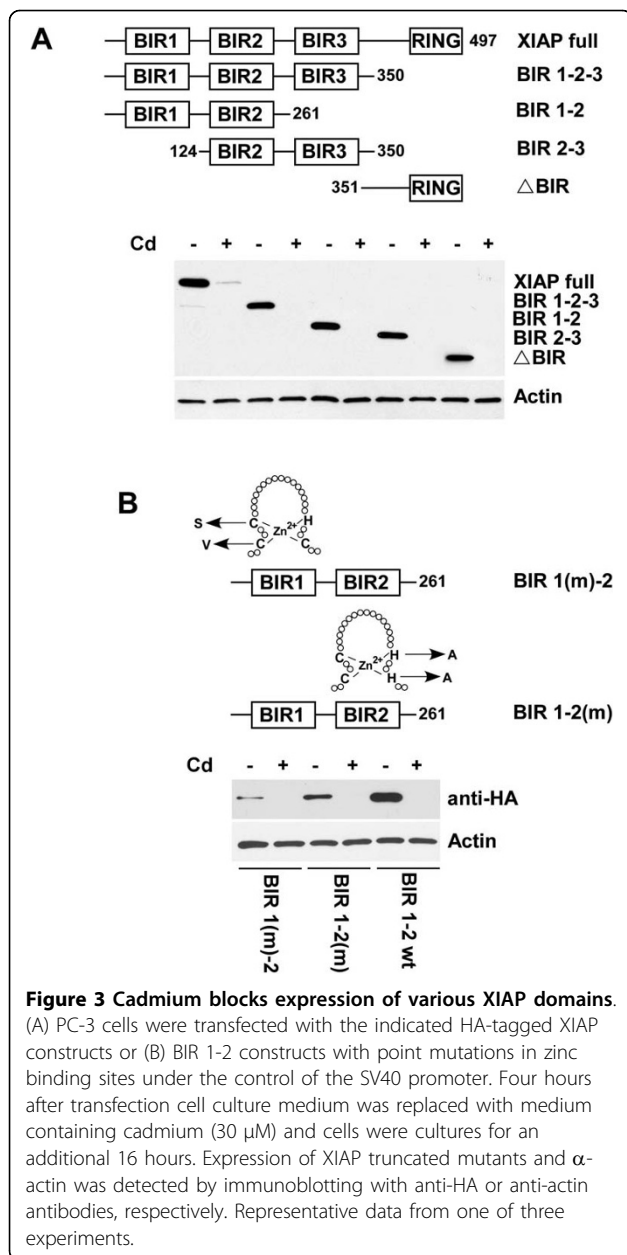 A
BIR1 BIR2 BIR3 RING 497 XIAP full
BIR1 BIR2 BIR3 350 BIR 1-2-3
BIR1 BIR2 261 BIR 1-2
124 BIR2 BIR3 350 BIR 2-3
351 RING △BIR
Cd - + - + - + - + - +
XIAP full
BIR 1-2-3
BIR 1-2
BIR 2-3
△BIR
Actin
B
S C Zn2+ H
V C C
BIR1 BIR2 261 BIR 1(m)-2
C Zn2+ H A
C H A
BIR1 BIR2 261 BIR 1-2(m)
Cd - + - + - +
anti-HA
Actin
BIR 1(m)-2
BIR 1-2(m)
BIR 1-2 wt
Figure 3 Cadmium blocks expression of various XIAP domains.
(A) PC-3 cells were transfected with the indicated HA-tagged XIAP
constructs or (B) BIR 1-2 constructs with point mutations in zinc
binding sites under the control of the SV40 promoter. Four hours
after transfection cell culture medium was replaced with medium
containing cadmium (30 μM) and cells were cultures for an
additional 16 hours. Expression of XIAP truncated mutants and α-
actin was detected by immunoblotting with anti-HA or anti-actin
antibodies, respectively. Representative data from one of three
experiments.